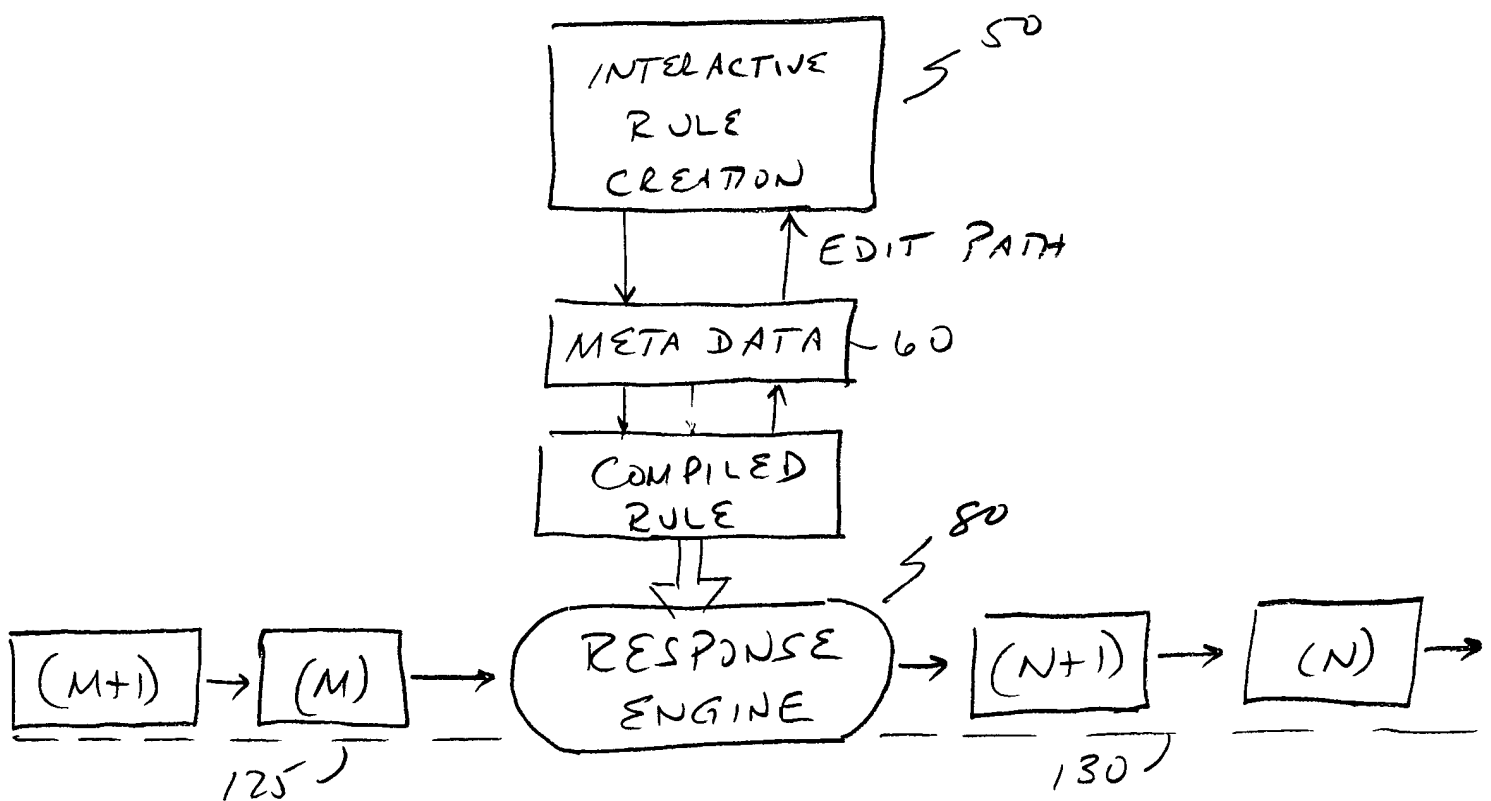 INTERACTIVE
RULE
CREATION
50
EDIT PATH
META DATA
60
COMPILED
RULE
80
(M+1)
(M)
RESPONSE
ENGINE
(N+1)
(N)
125
130